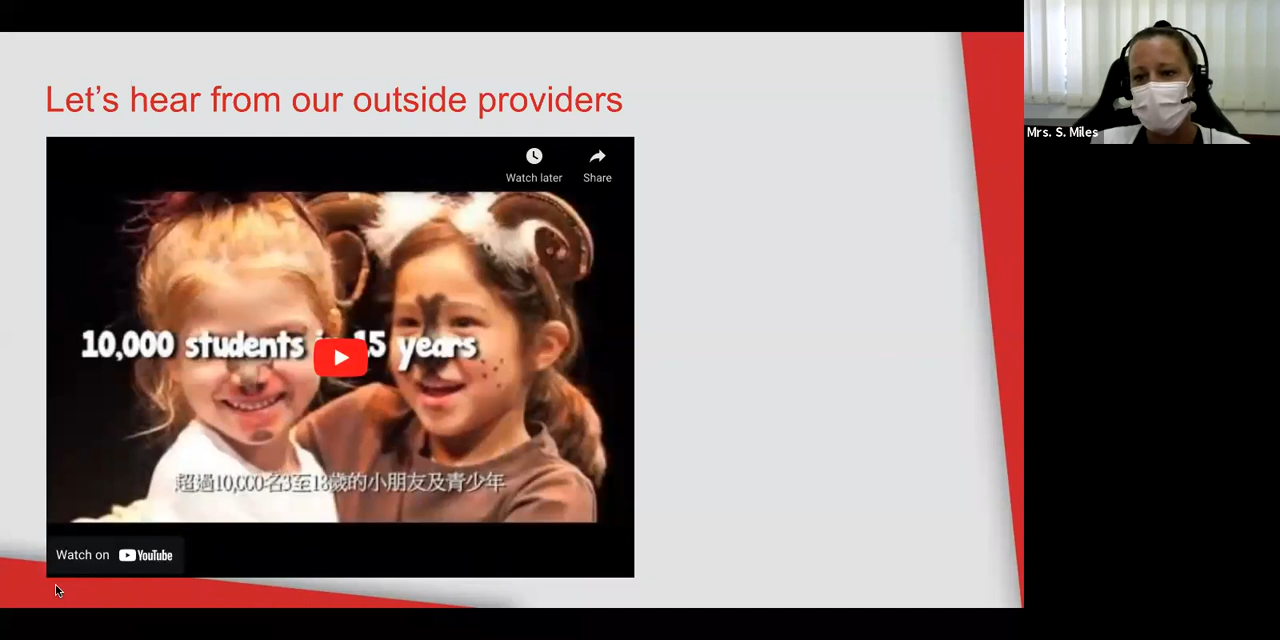 Let's hear from our outside providers
Mrs. S. Miles
Watch later
Share
10,000 students 15 years
超過10,000名3至18歲的小朋友及青少年
Watch on YouTube